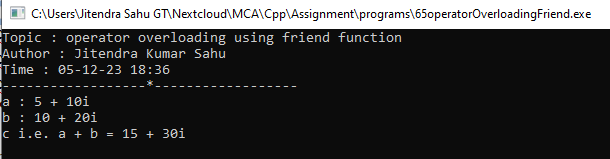 C:\Users\Jitendra Sahu GT\Nextcloud\MCA\Cpp\Assignment\programs\65operatorOverloadingFriend.exe
Topic : operator overloading using friend function
Author : Jitendra Kumar Sahu
Time : 05-12-23 18:36
------------------*------------------
a : 5 + 10i
b : 10 + 20i
c i.e. a + b = 15 + 30i